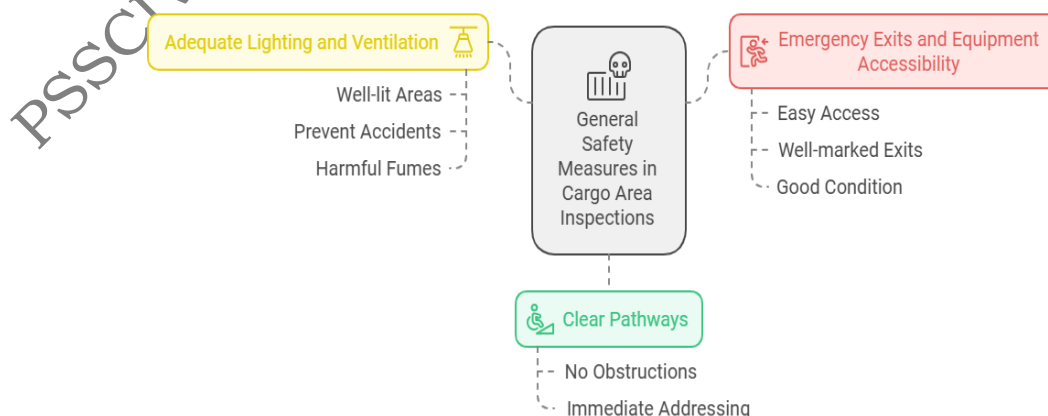 Adequate Lighting and Ventilation
Well-lit Areas
Prevent Accidents
Harmful Fumes
General
Safety
Measures in
Cargo Area
Inspections
Emergency Exits and Equipment
Accessibility
Easy Access
Well-marked Exits
Good Condition
Clear Pathways
No Obstructions
Immediate Addressing